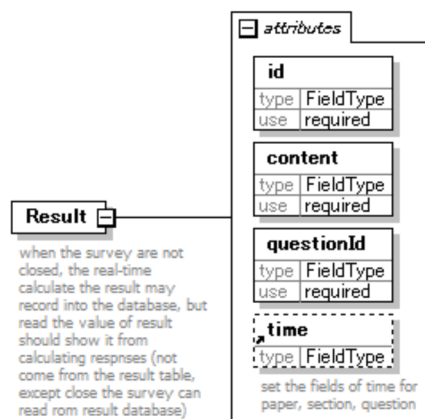 attributes
id
type FieldType
use required
content
type FieldType
use required
Result
questionId
type FieldType
use required
when the survey are not
closed, the real-time
calculate the result may
record into the database, but
read the value of result
should show it from
calculating respnses (not
come from the result table,
except close the survey can
read rom result database)
time
type FieldType
set the fields of time for
paper, section, question